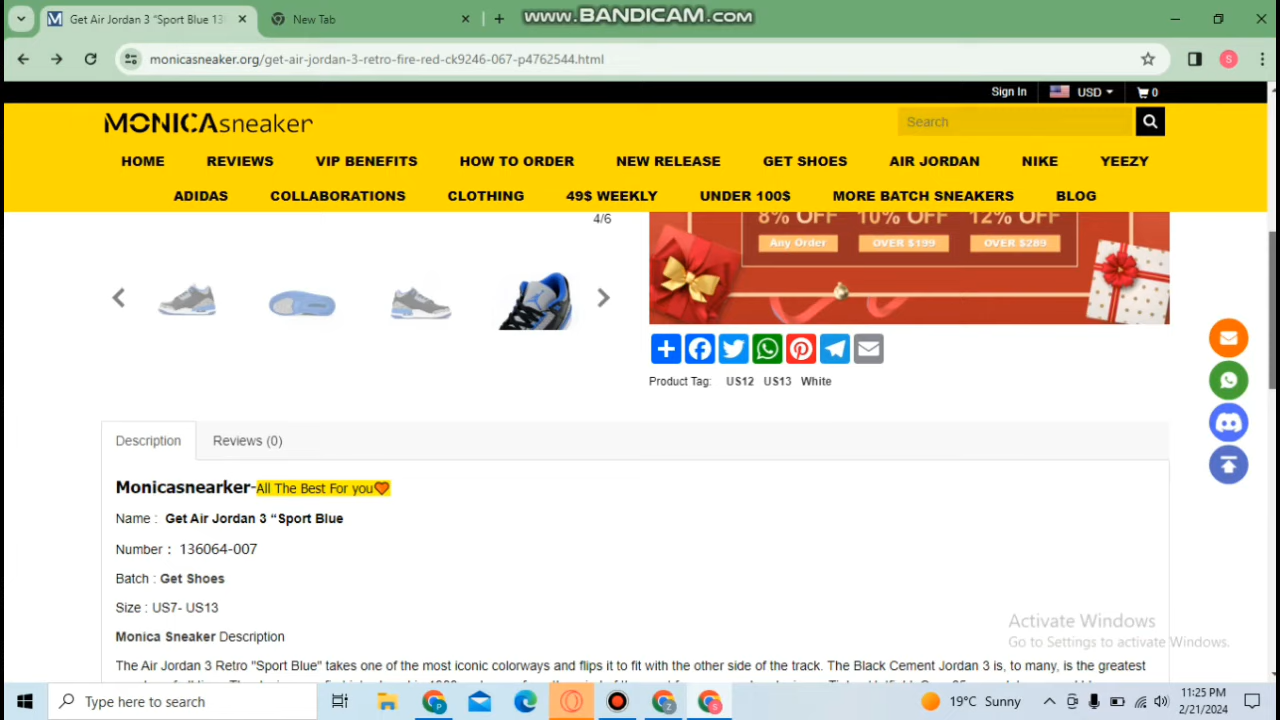 Get Air Jordan 3 “Sport Blue 13
New Tab
www.BANDICAM.com
monicasneaker.org/get-air-jordan-3-retro-fire-red-ck9246-067-p4762544.html
S
Sign In USD 0
MONICAsneaker
Search
HOME REVIEWS VIP BENEFITS HOW TO ORDER NEW RELEASE GET SHOES AIR JORDAN NIKE YEEZY
ADIDAS COLLABORATIONS CLOTHING 49$ WEEKLY UNDER 100$ MORE BATCH SNEAKERS BLOG
4/6
8% OFF 10% OFF 12% OFF
Any Order OVER $199 OVER $289
Product Tag: US12 US13 White
Description Reviews (0)
Monicasnearker-All The Best For you
Name : Get Air Jordan 3 “Sport Blue
Number : 136064-007
Batch : Get Shoes
Size : US7- US13
Monica Sneaker Description
Activate Windows
Go to Settings to activate Windows.
The Air Jordan 3 Retro "Sport Blue" takes one of the most iconic colorways and flips it to fit with the other side of the track. The Black Cement Jordan 3 is, to many, is the greatest
Type here to search
19°C Sunny
11:25 PM
2/21/2024